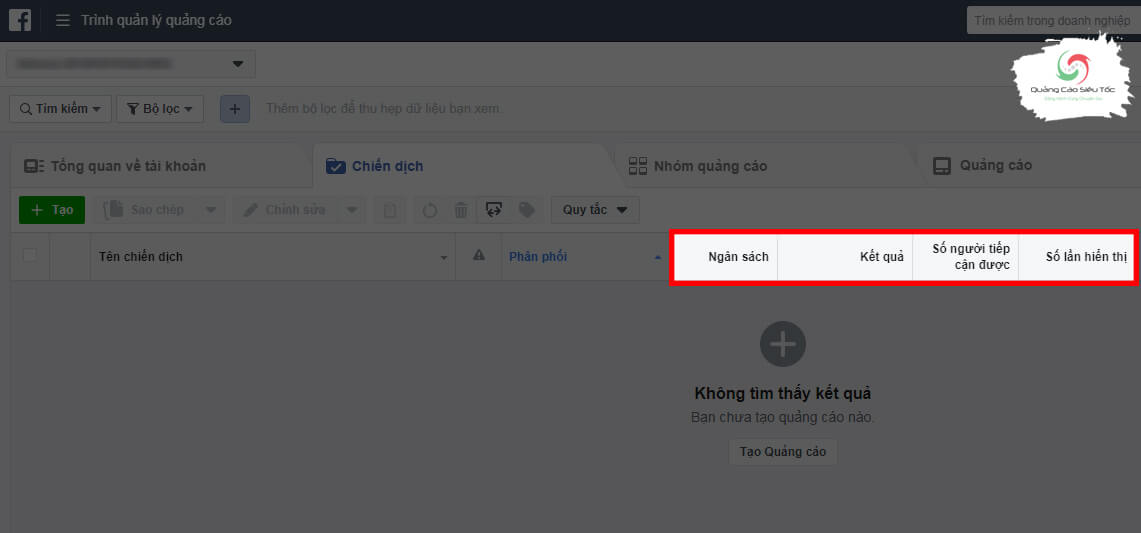 Trình quản lý quảng cáo
Tìm kiếm trong doanh nghiệp
Quảng Cáo Siêu Tốc
Tìm kiếm
Bộ lọc
Thêm bộ lọc để thu hẹp dữ liệu bạn xem.
Tổng quan về tài khoản
Chiến dịch
Nhóm quảng cáo
Quảng cáo
Tạo
Sao chép
Chỉnh sửa
Quy tắc
Tên chiến dịch
Phân phối
Ngân sách
Kết quả
Số người tiếp
cận được
Số lần hiển thị
Không tìm thấy kết quả
Bạn chưa tạo quảng cáo nào.
Tạo Quảng cáo